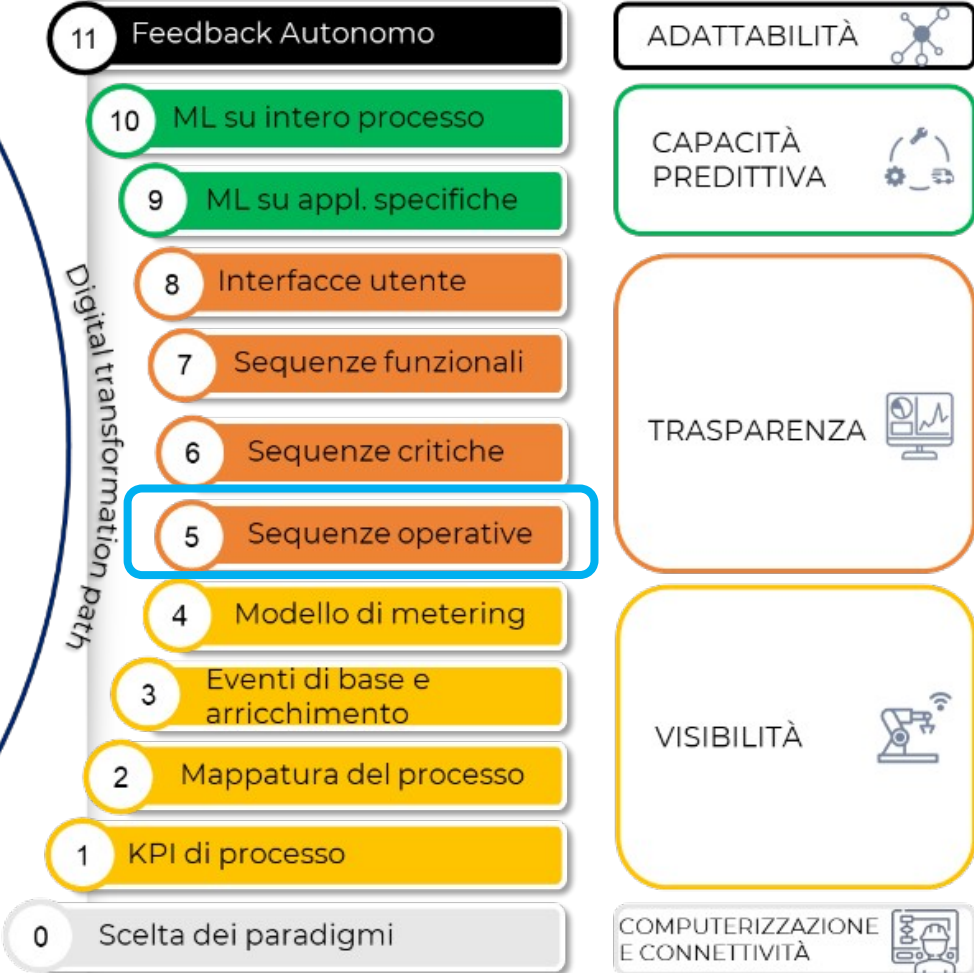 11 Feedback Autonomo
ADATTABILITÀ
10 ML su intero processo
9 ML su appl. specifiche
CAPACITÀ
PREDITTIVA
8 Interfacce utente
7 Sequenze funzionali
6 Sequenze critiche
5 Sequenze operative
TRASPARENZA
4 Modello di metering
3 Eventi di base e
arricchimento
2 Mappatura del processo
1 KPI di processo
VISIBILITÀ
0 Scelta dei paradigmi
COMPUTERIZZAZIONE
E CONNETTIVITÀ
Digital transformation path